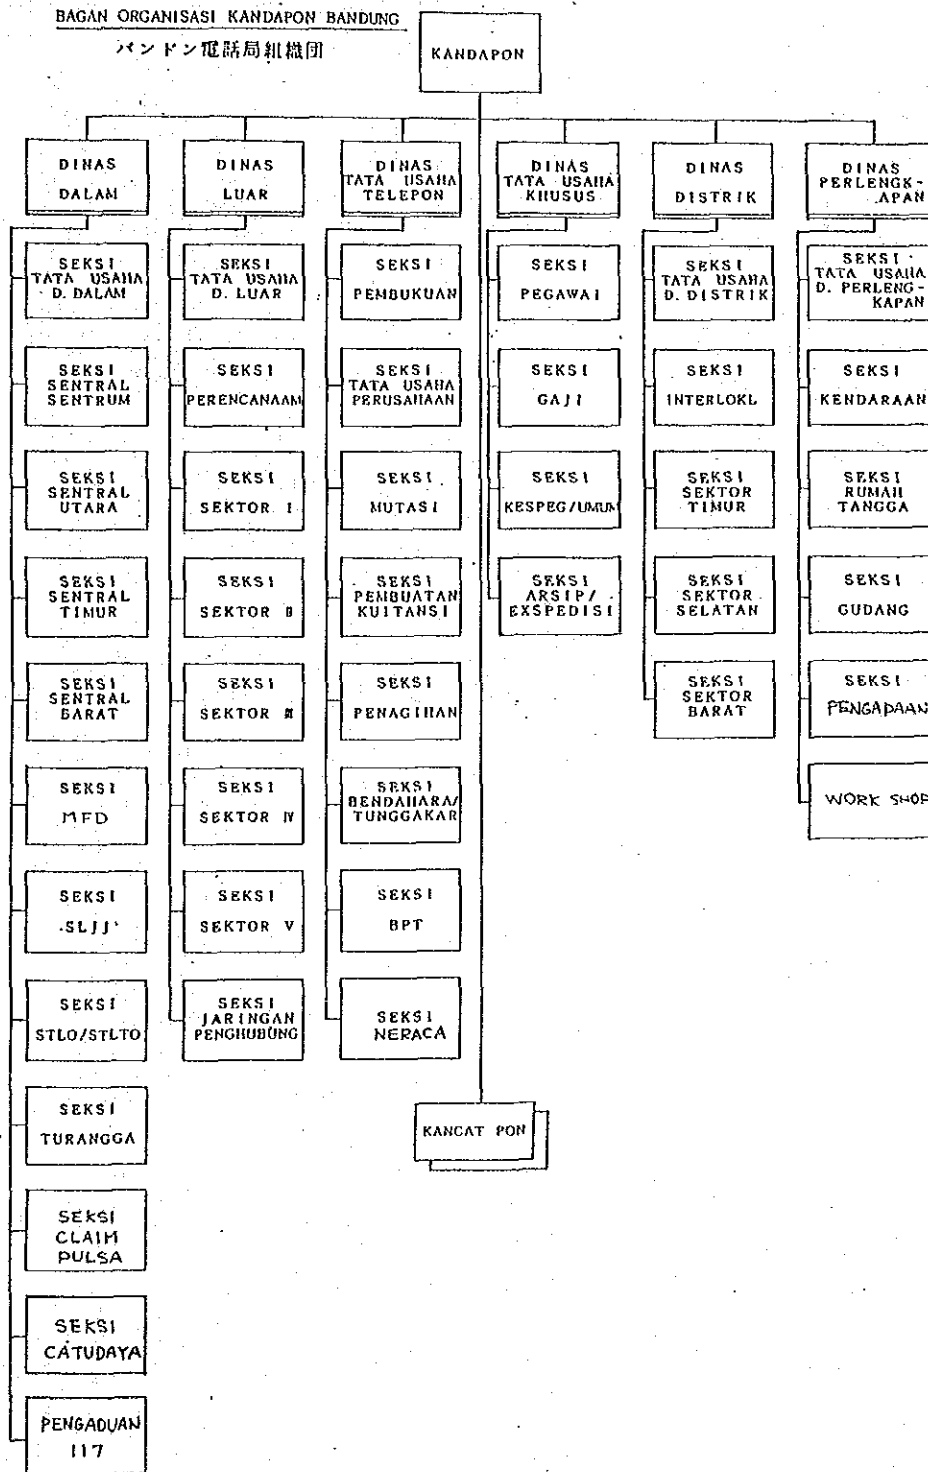 BAGAN ORGANISASI KANDAPON BANDUNG
バンドン電話局組織団
KANDAPON
DINAS
DALAM
SEKSI
TATA USAHA
D. DALAM
SEKSI
SENTRAL
SENTRUM
SEKSI
SENTRAL
UTARA
SEKSI
SENTRAL
TIMUR
SEKSI
SENTRAL
BARAT
SEKSI
MFD
SEKSI
SLJJ
SEKSI
STLO/STLTO
SEKSI
TURANGGA
SEKSI
CLAIM
PULSA
SEKSI
CATUDAYA
PENGADUAN
117
DINAS
LUAR
SEKSI
TATA USAHA
D. LUAR
SEKSI
PERENCANAAM
SEKSI
SEKTOR I
SEKSI
SEKTOR II
SEKSI
SEKTOR III
SEKSI
SEKTOR IV
SEKSI
SEKTOR V
SEKSI
JARINGAN
PENGHUBUNG
DINAS
TATA USAHA
TELEPON
SEKSI
PEMBUKUAN
SEKSI
TATA USAHA
PERUSAHAAN
SEKSI
MUTASI
SEKSI
PEMBUATAN
KUITANSI
SEKSI
PENAGIHAN
SEKSI
BENDAHARA/
TUNGGAKAR
SEKSI
BPT
SEKSI
NERACA
DINAS
TATA USAHA
KHUSUS
SEKSI
PEGAWAI
SEKSI
GAJI
SEKSI
KESPEG/UMUM
SEKSI
ARSIP/
EXSPEDISI
DINAS
DISTRIK
SEKSI
TATA USAHA
D. DISTRIK
SEKSI
INTERLOKL
SEKSI
SEKTOR
TIMUR
SEKSI
SEKTOR
SELATAN
SEKSI
SEKTOR
BARAT
DINAS
PERLENGK-
APAN
SEKSI
TATA USAHA
D. PERLENG-
KAPAN
SEKSI
KENDARAAN
SEKSI
RUMAH
TANGGA
SEKSI
GUDANG
SEKSI
PENGADAAN
WORK SHOP
KANCAT PON